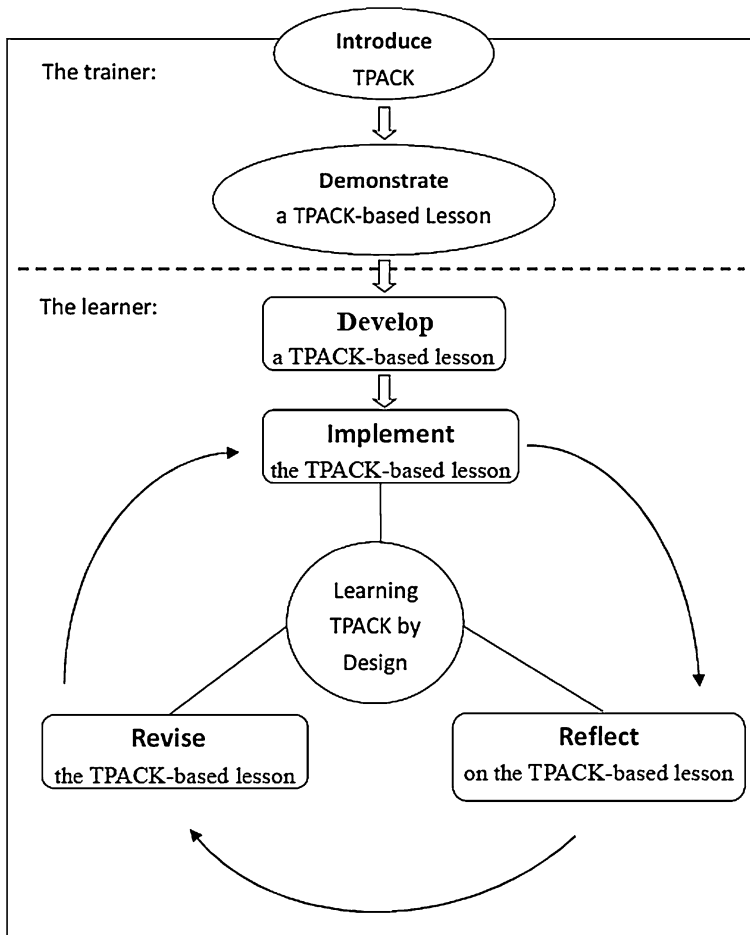 The trainer:
Introduce
TPACK
Demonstrate
a TPACK-based Lesson
The learner:
Develop
a TPACK-based lesson
Implement
the TPACK-based lesson
Learning
TPACK by
Design
Revise
the TPACK-based lesson
Reflect
on the TPACK-based lesson